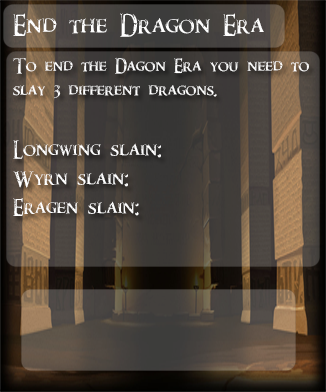 End the Dragon Era
To end the Dagon Era you need to
slay 3 different dragons.
Longwing slain:
Wyrn slain:
Eragen slain: